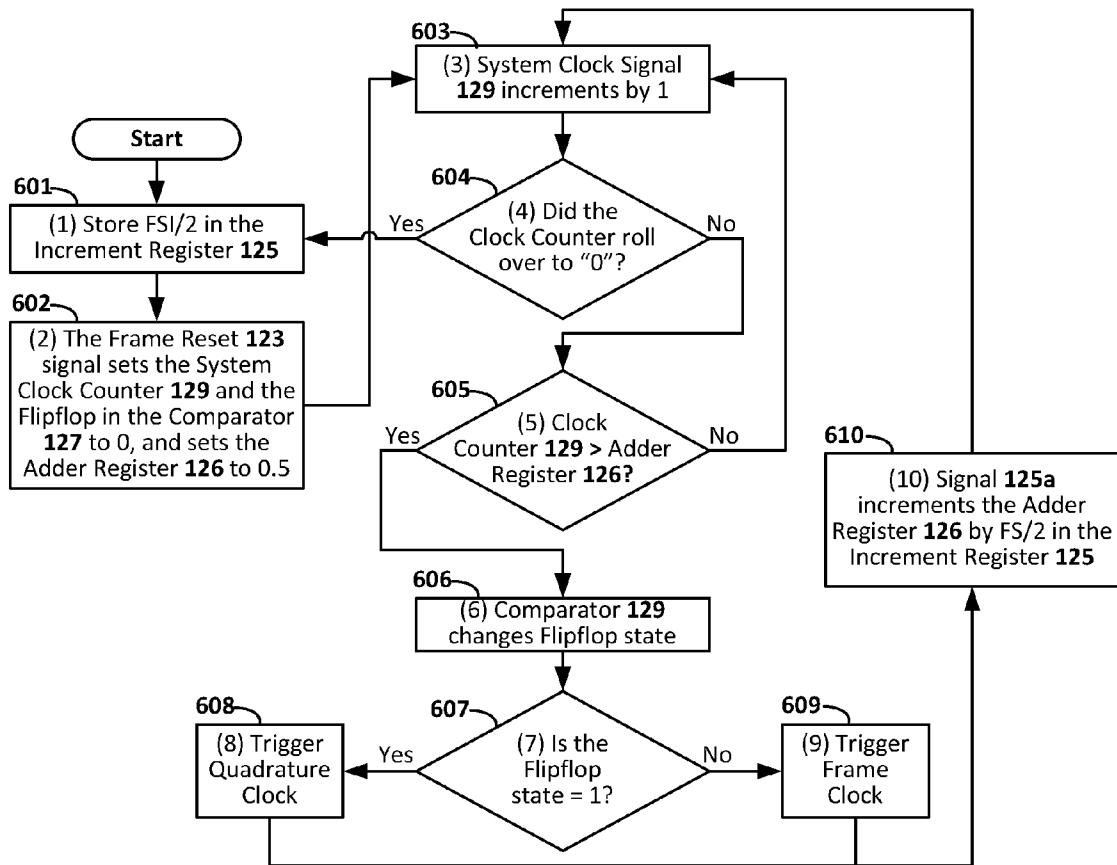 Start
601
(1) Store FSI/2 in the
Increment Register 125
602
(2) The Frame Reset 123
signal sets the System
Clock Counter 129 and the
Flipflop in the Comparator
127 to 0, and sets the
Adder Register 126 to 0.5
603
(3) System Clock Signal
129 increments by 1
604
(4) Did the
Clock Counter roll
over to “0”?
Yes
No
605
(5) Clock
Counter 129 > Adder
Register 126?
Yes
No
606
(6) Comparator 129
changes Flipflop state
607
(7) Is the
Flipflop
state = 1?
Yes
No
608
(8) Trigger
Quadrature
Clock
609
(9) Trigger
Frame
Clock
610
(10) Signal 125a
increments the Adder
Register 126 by FS/2 in the
Increment Register 125